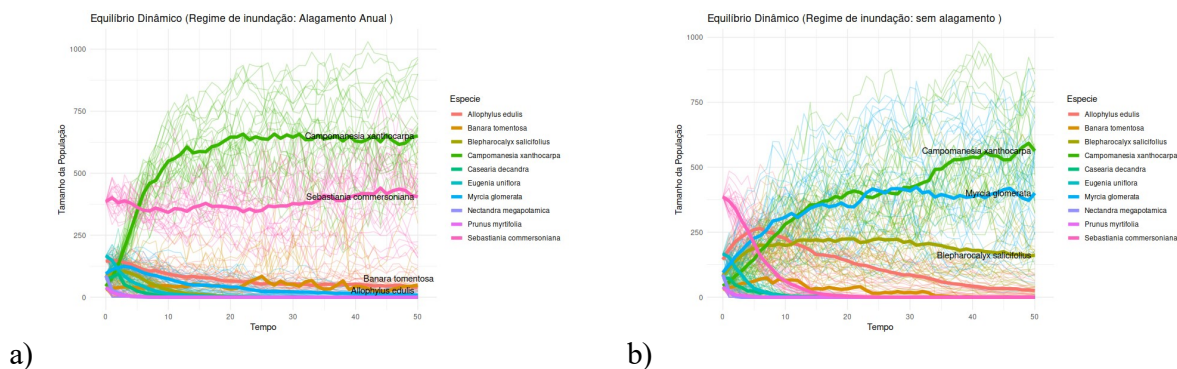 Equilíbrio Dinâmico (Regime de inundação: Alagamento Anual )
1000
750
500
250
0
Tamanho da População
Campomanesia xanthocarpa
Sebastiania commersoniana
Banara tomentosa
Allophylus edulis
0 10 20 30 40 50
Tempo
Especie
Allophylus edulis
Banara tomentosa
Blepharocalyx salicifolius
Campomanesia xanthocarpa
Casearia decandra
Eugenia uniflora
Myrcia glomerata
Nectandra megapotamica
Prunus myrtifolia
Sebastiania commersoniana
a)
Equilíbrio Dinâmico (Regime de inundação: sem alagamento )
1000
750
500
250
0
Tamanho da População
Campomanesia xanthocarpa
Myrcia glomerata
Blepharocalyx salicifolius
0 10 20 30 40 50
Tempo
Especie
Allophylus edulis
Banara tomentosa
Blepharocalyx salicifolius
Campomanesia xanthocarpa
Casearia decandra
Eugenia uniflora
Myrcia glomerata
Nectandra megapotamica
Prunus myrtifolia
Sebastiania commersoniana
b)